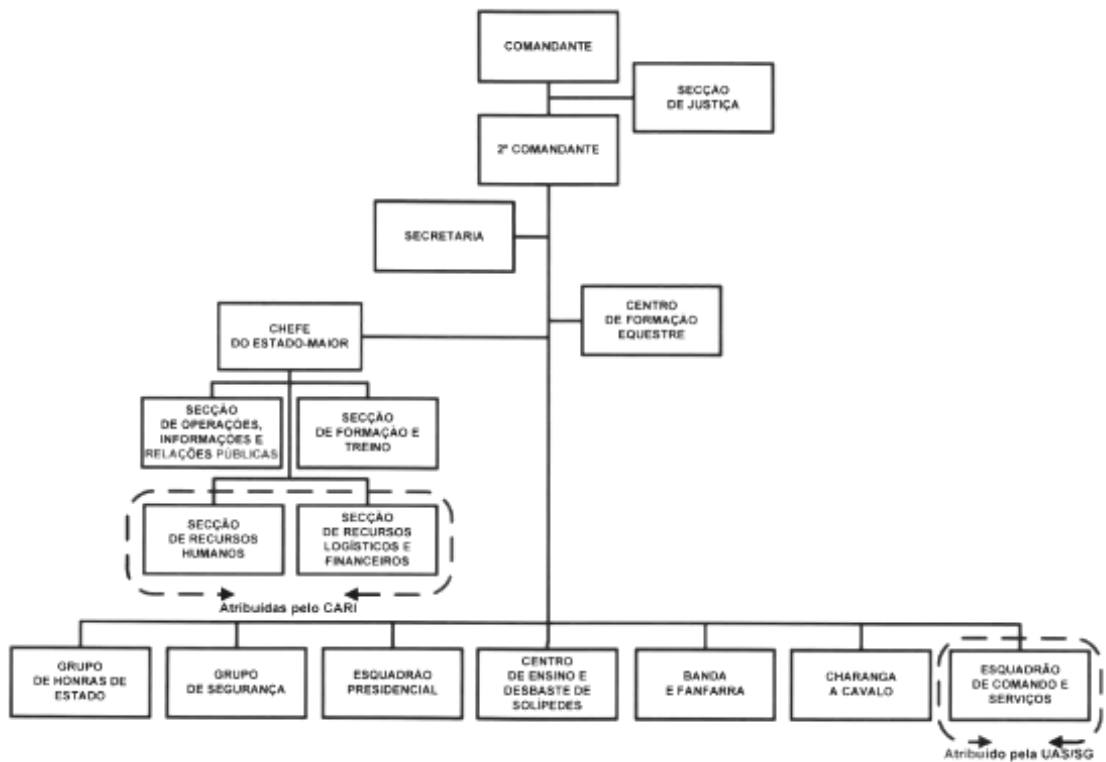 COMANDANTE
SECÇÃO
DE JUSTIÇA
2º COMANDANTE
SECRETARIA
CENTRO
DE FORMAÇÃO
EQUESTRE
CHEFE
DO ESTADO-MAIOR
SECÇÃO
DE OPERAÇÕES,
INFORMAÇÕES E
RELAÇÕES PÚBLICAS
SECÇÃO
DE FORMAÇÃO E
TREINO
SECÇÃO
DE RECURSOS
HUMANOS
SECÇÃO
DE RECURSOS
LOGÍSTICOS E
FINANCEIROS
Atribuídas pelo CARI
GRUPO
DE HONRAS DE
ESTADO
GRUPO
DE SEGURANÇA
ESQUADRÃO
PRESIDENCIAL
CENTRO
DE ENSINO E
DESBASTE DE
SOLÍPEDES
BANDA
E FANFARRA
CHARANGA
A CAVALO
ESQUADRÃO
DE COMANDO E
SERVIÇOS
Atribuído pela UAS/SG